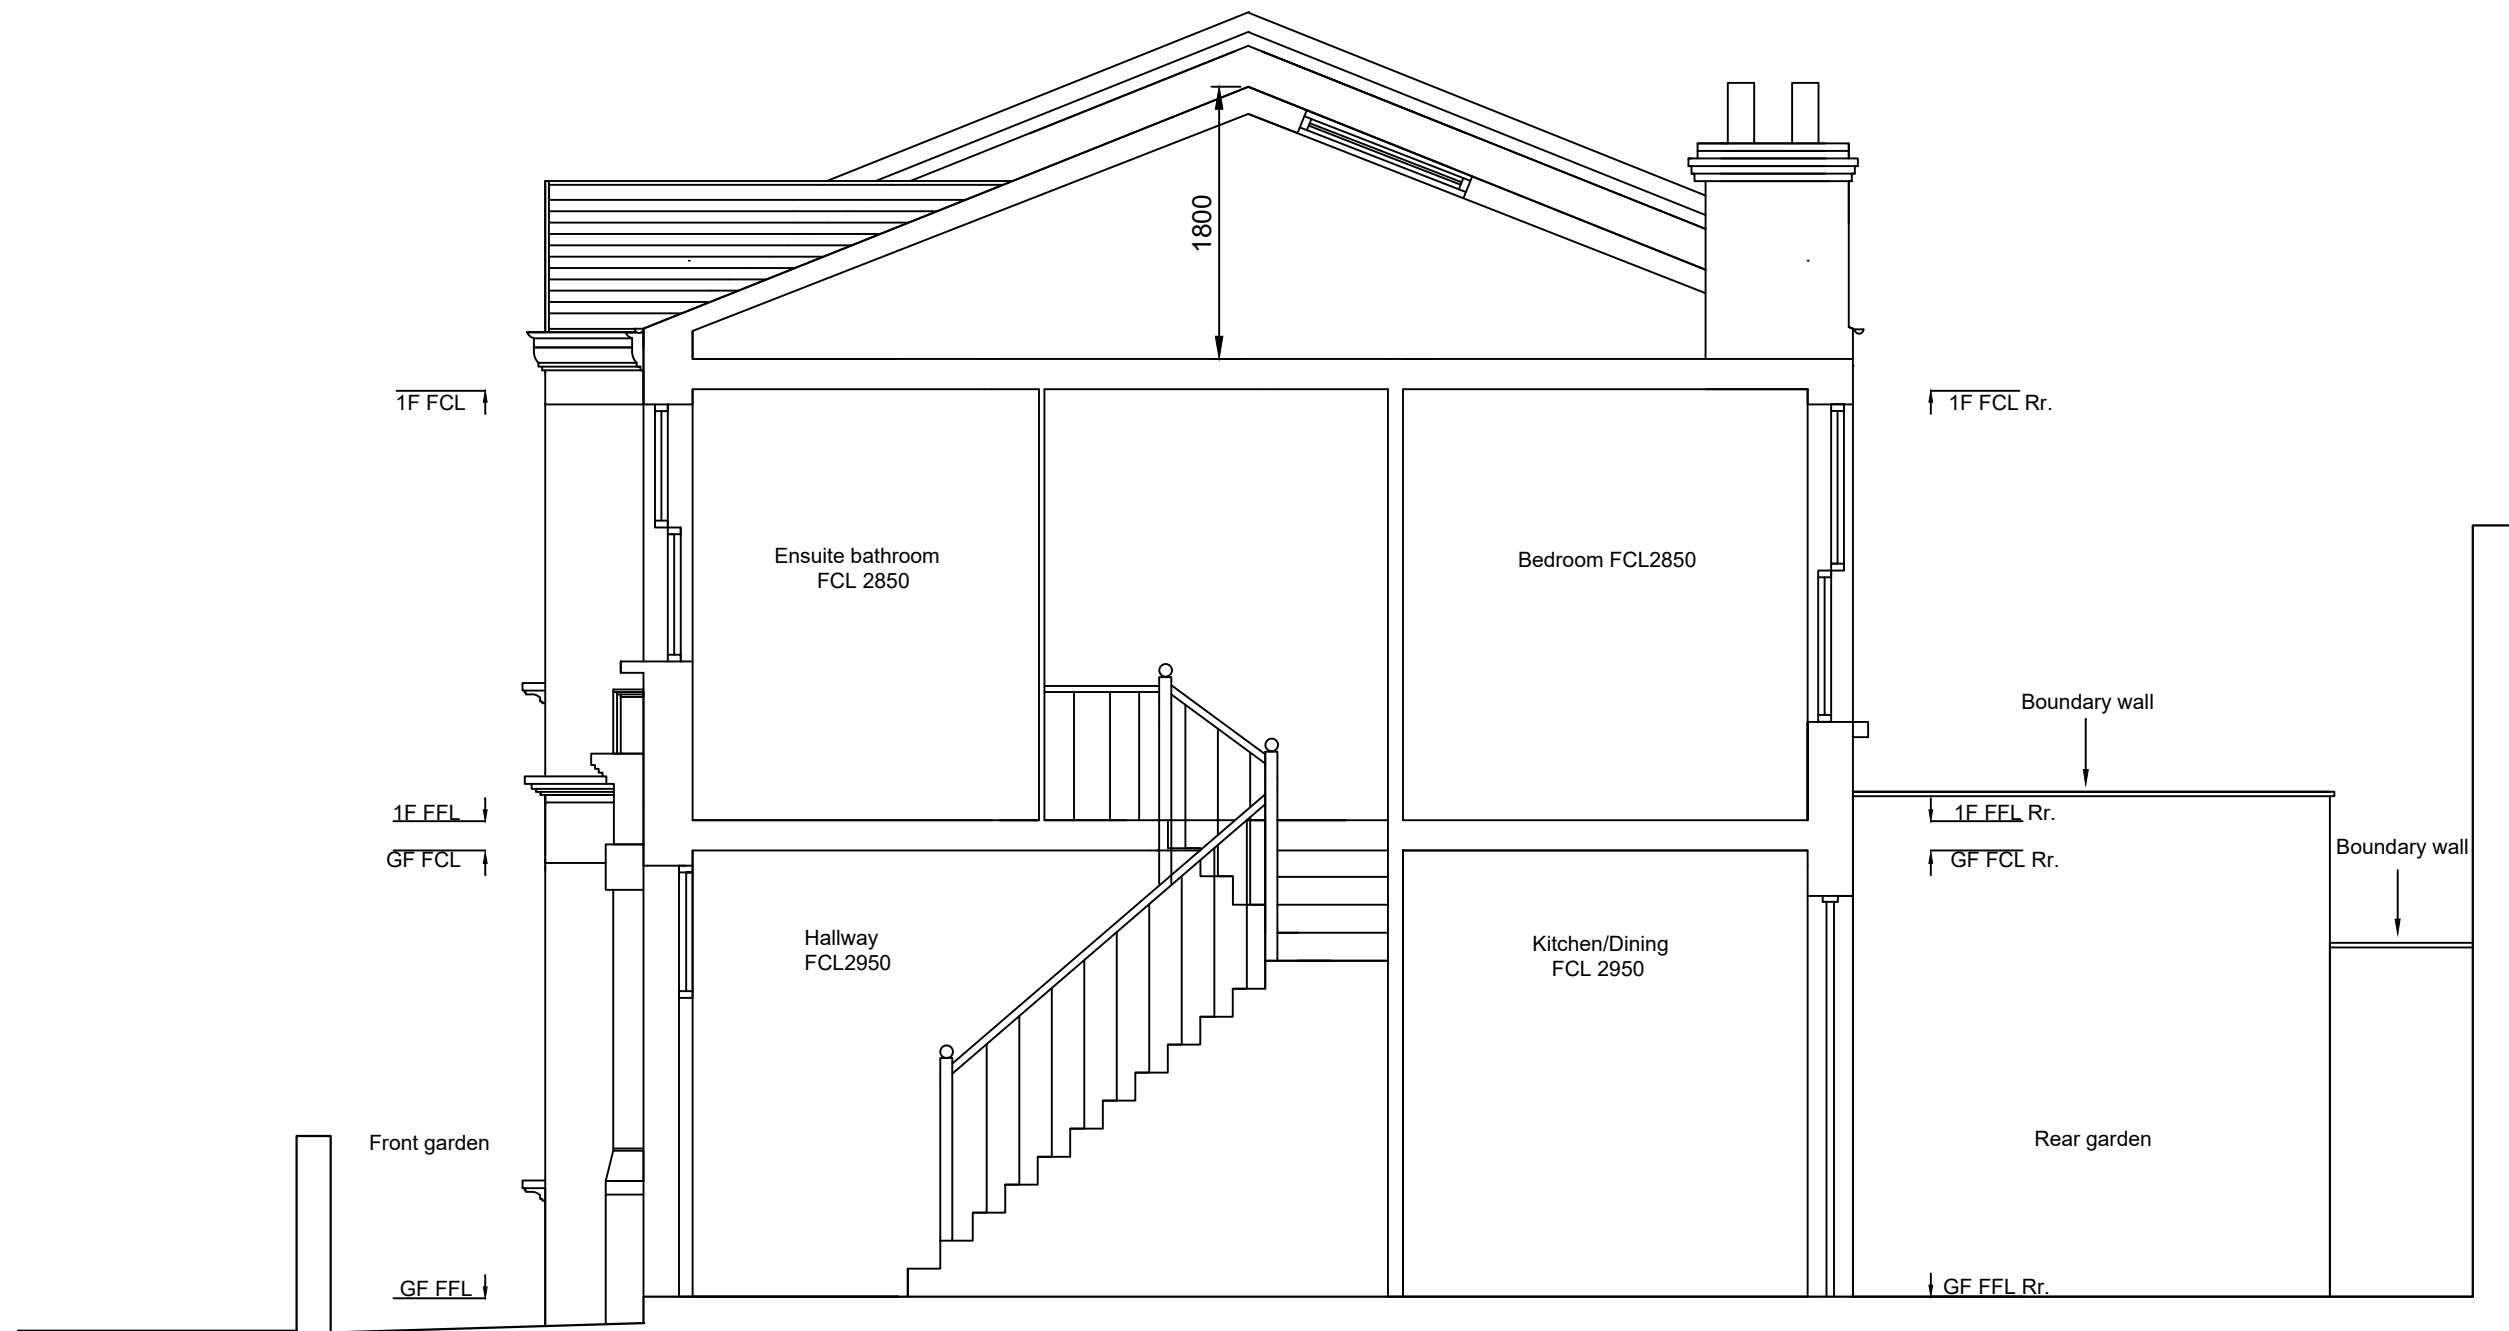 1800
1F FCL
1F FCL Rr.
Ensuite bathroom
FCL 2850
Bedroom FCL2850
Boundary wall
1F FFL
1F FFL Rr.
GF FCL
GF FCL Rr.
Boundary wall
Hallway
FCL2950
Kitchen/Dining
FCL 2950
Front garden
Rear garden
GF FFL
GF FFL Rr.